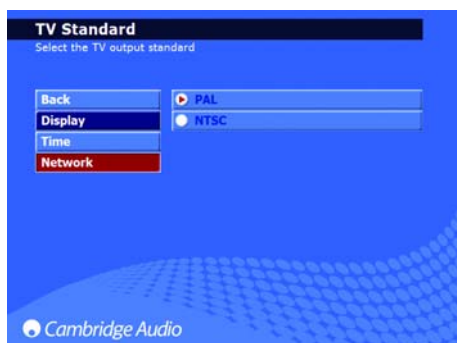 TV Standard
Select the TV output standard
Back
PAL
Display
NTSC
Time
Network
Cambridge Audio